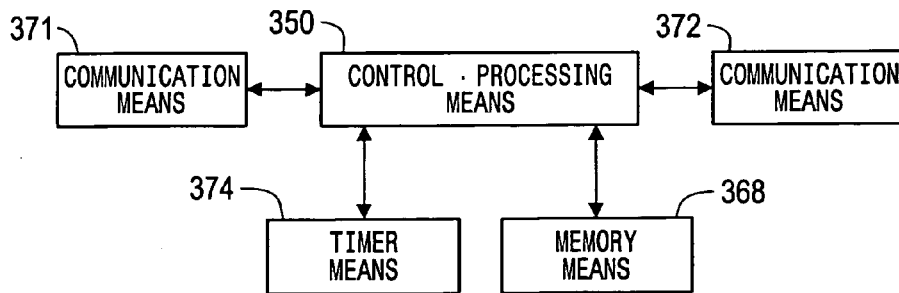 371
350
372
COMMUNICATION
MEANS
CONTROL · PROCESSING
MEANS
COMMUNICATION
MEANS
374
368
TIMER
MEANS
MEMORY
MEANS